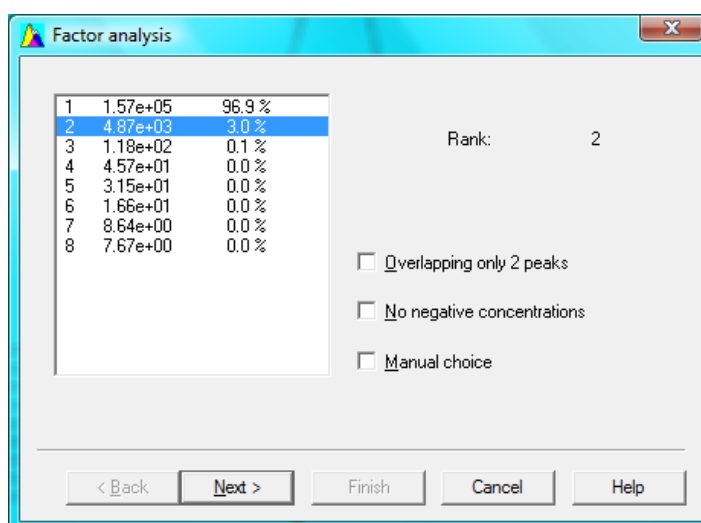 Factor analysis
1 1.57e+05 96.9 %
2 4.87e+03 3.0 %
3 1.18e+02 0.1 %
4 4.57e+01 0.0 %
5 3.15e+01 0.0 %
6 1.66e+01 0.0 %
7 8.64e+00 0.0 %
8 7.67e+00 0.0 %
Rank: 2
Overlapping only 2 peaks
No negative concentrations
Manual choice
< Back Next > Finish Cancel Help